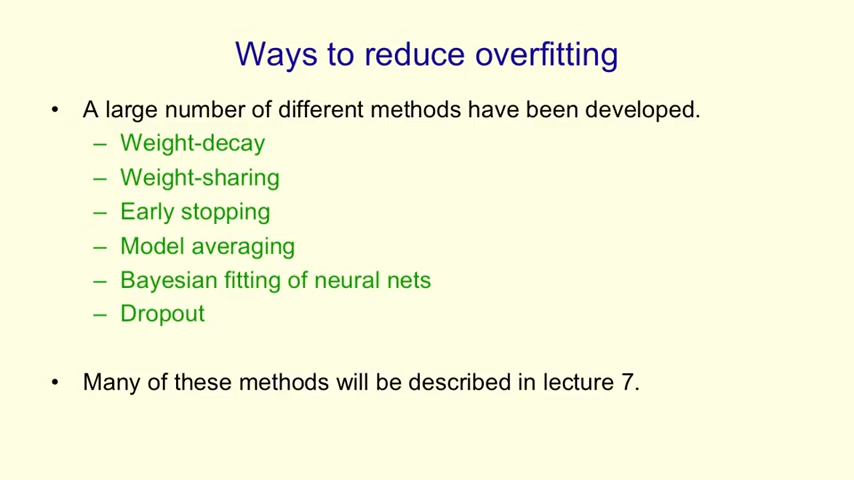 Ways to reduce overfitting
• A large number of different methods have been developed.
– Weight-decay
– Weight-sharing
– Early stopping
– Model averaging
– Bayesian fitting of neural nets
– Dropout
• Many of these methods will be described in lecture 7.